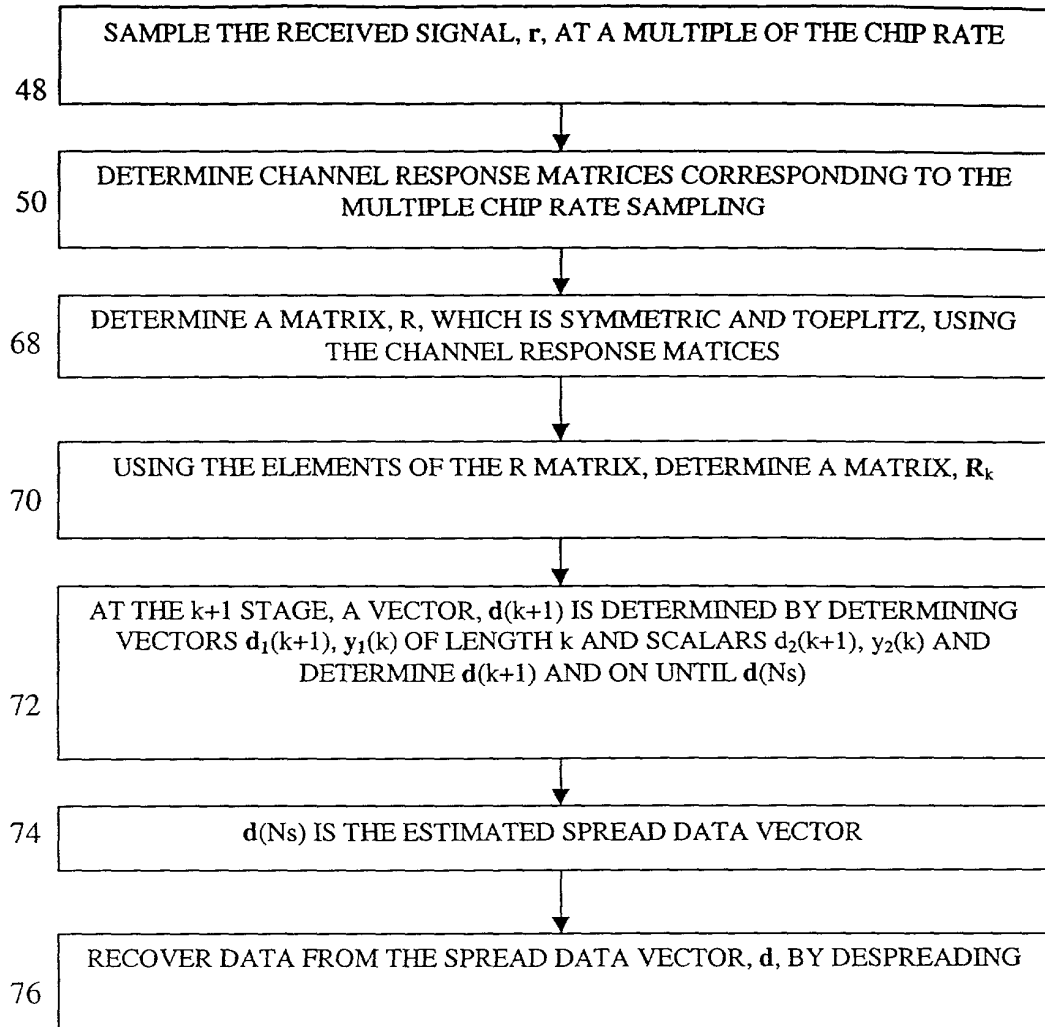 SAMPLE THE RECEIVED SIGNAL, r, AT A MULTIPLE OF THE CHIP RATE
48
DETERMINE CHANNEL RESPONSE MATRICES CORRESPONDING TO THE
MULTIPLE CHIP RATE SAMPLING
50
DETERMINE A MATRIX, R, WHICH IS SYMMETRIC AND TOEPLITZ, USING
THE CHANNEL RESPONSE MATICES
68
USING THE ELEMENTS OF THE R MATRIX, DETERMINE A MATRIX, Rk
70
AT THE k+1 STAGE, A VECTOR, d(k+1) IS DETERMINED BY DETERMINING
VECTORS d1(k+1), y1(k) OF LENGTH k AND SCALARS d2(k+1), y2(k) AND
DETERMINE d(k+1) AND ON UNTIL d(Ns)
72
74
d(Ns) IS THE ESTIMATED SPREAD DATA VECTOR
RECOVER DATA FROM THE SPREAD DATA VECTOR, d, BY DESPREADING
76